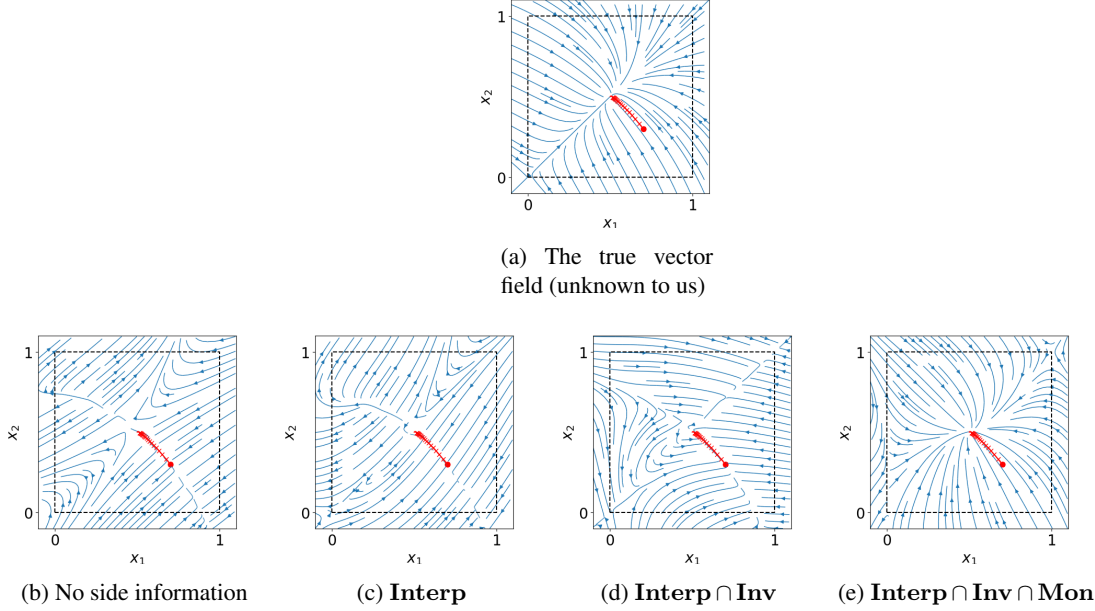 1
x₂
0
0
1
x₁
(a) The true vector
field (unknown to us)
1
x₂
0
0
1
x₁
(b) No side information
1
0
0
1
x₁
(c) Interp
1
x₂
0
0
1
x₁
(d) Interp ∩ Inv
1
x₂
0
0
1
x₁
(e) Interp ∩ Inv ∩ Mon